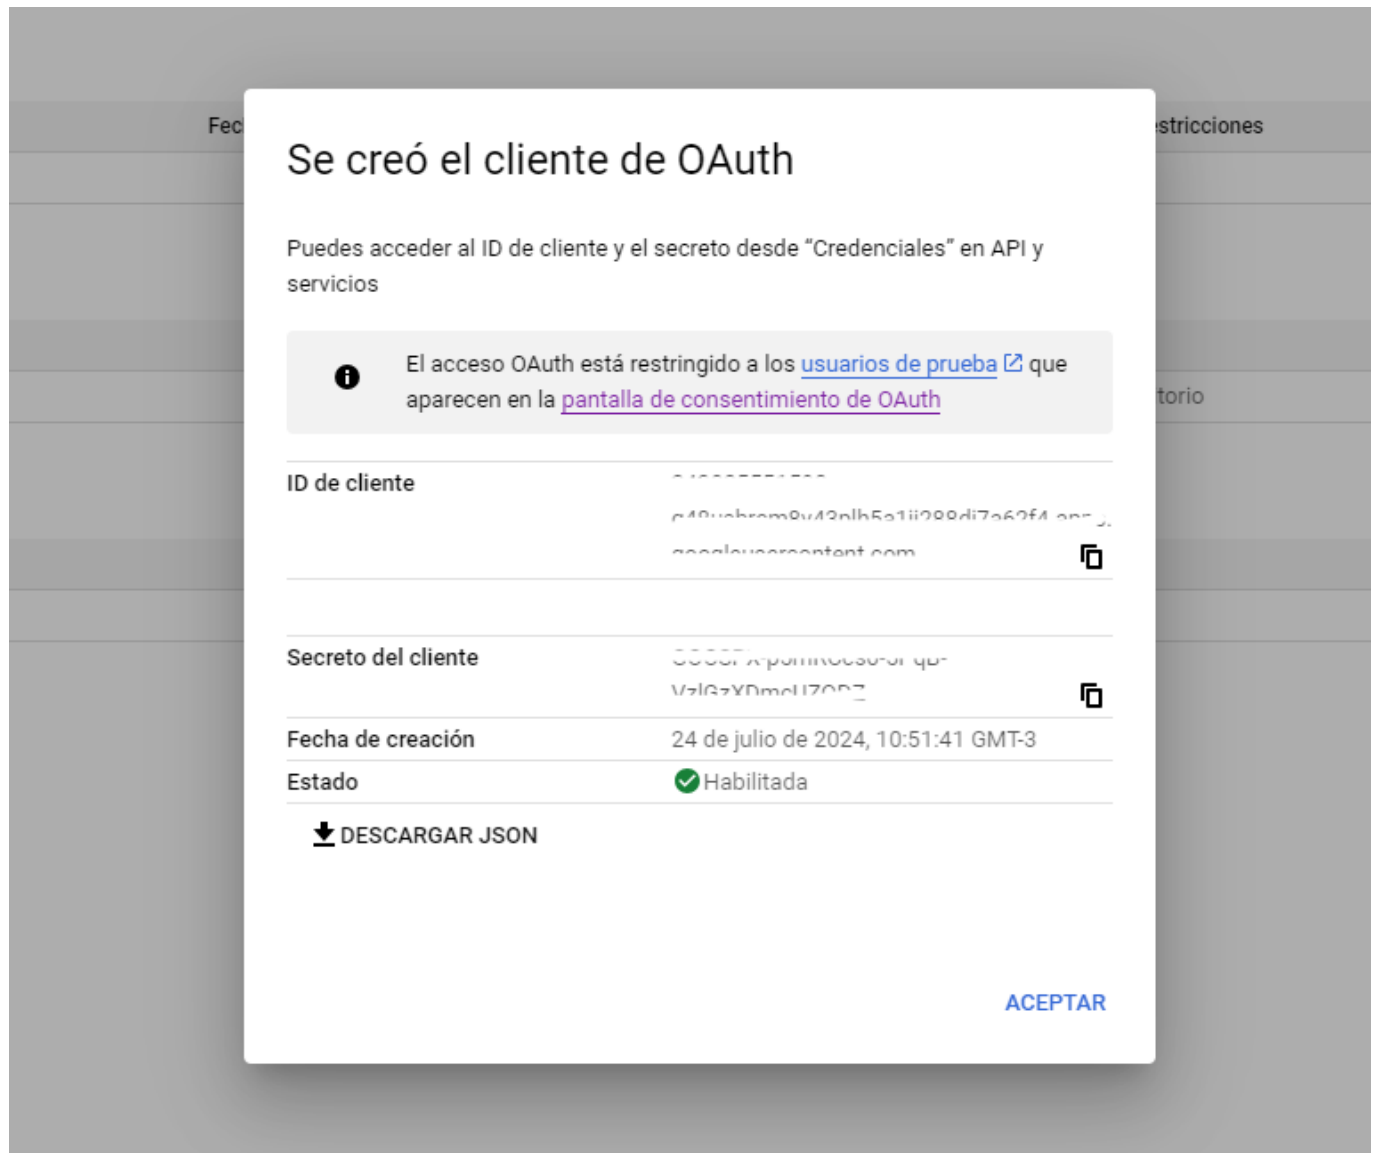 Fec
estricciones
Se creó el cliente de OAuth
Puedes acceder al ID de cliente y el secreto desde “Credenciales” en API y
servicios
El acceso OAuth está restringido a los usuarios de prueba que
aparecen en la pantalla de consentimiento de OAuth
torio
ID de cliente
Secreto del cliente
Fecha de creación 24 de julio de 2024, 10:51:41 GMT-3
Estado Habilitada
DESCARGAR JSON
ACEPTAR